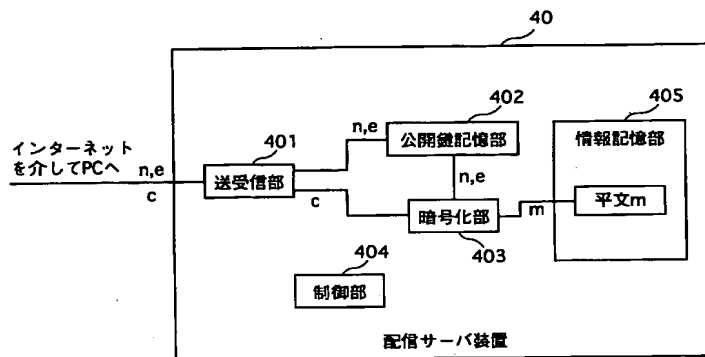 40
402
405
401
n,e
公開鍵記憶部
情報記憶部
インターネット
を介してPCへ
n,e
送受信部
n,e
c
c
暗号化部
m
平文m
404
403
制御部
配信サーバ装置